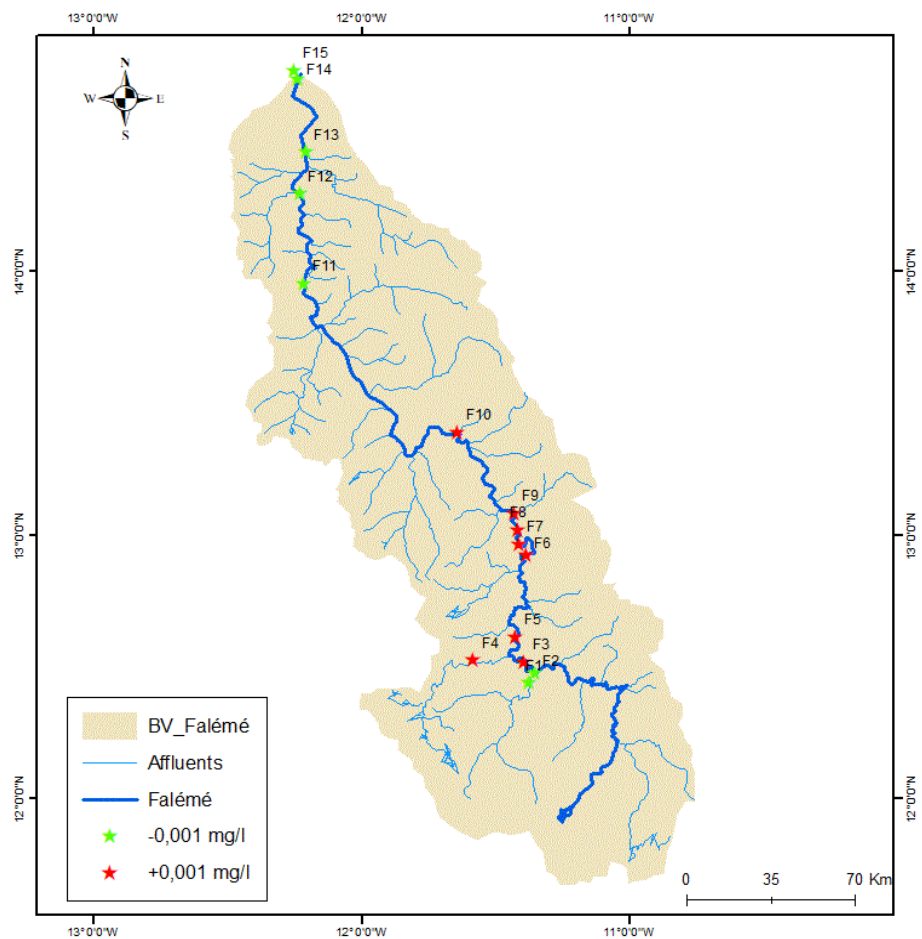 13°0'0"W 12°0'0"W 11°0'0"W
N
W E
S
F15
F14
F13
F12
14°0'0"N
14°0'0"N
F11
F10
F9
F8
F7
13°0'0"N
13°0'0"N
F6
F5
F4
F3
F1
F2
BV_Falémé
Affluents
Falémé
-0,001 mg/l
+0,001 mg/l
12°0'0"N
12°0'0"N
0 35 70 Km
13°0'0"W 12°0'0"W 11°0'0"W